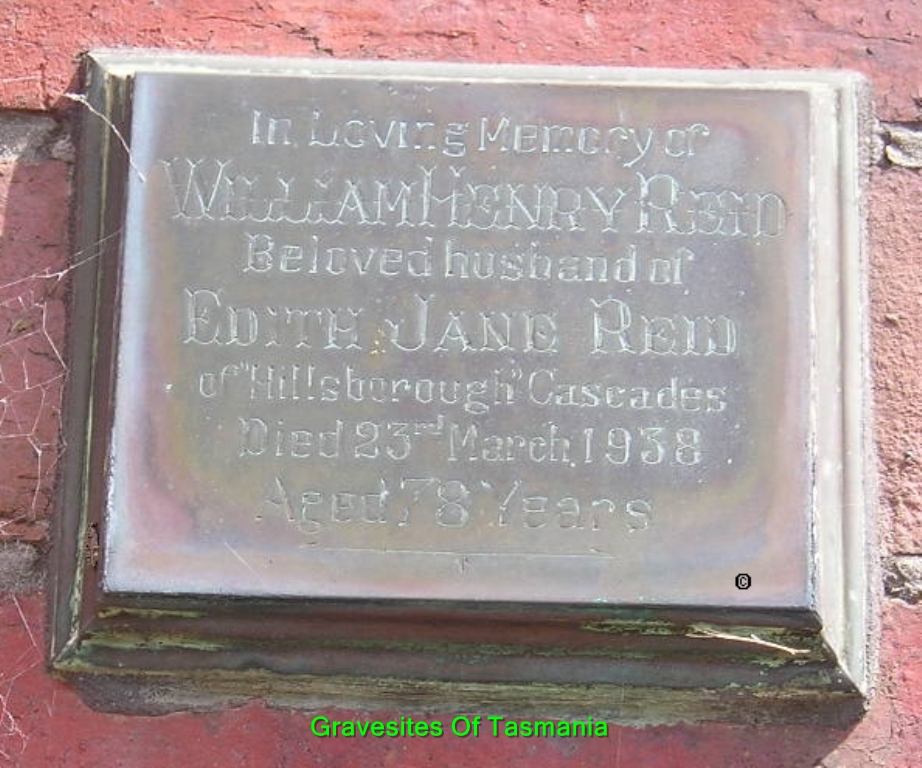 In Loving Memory of
WILLIAM HENRY REID
Beloved husband of
EDITH JANE REID
of "Hillsborough" Cascades
Died 23rd March, 1938
Aged 78 Years
©
Gravesites Of Tasmania